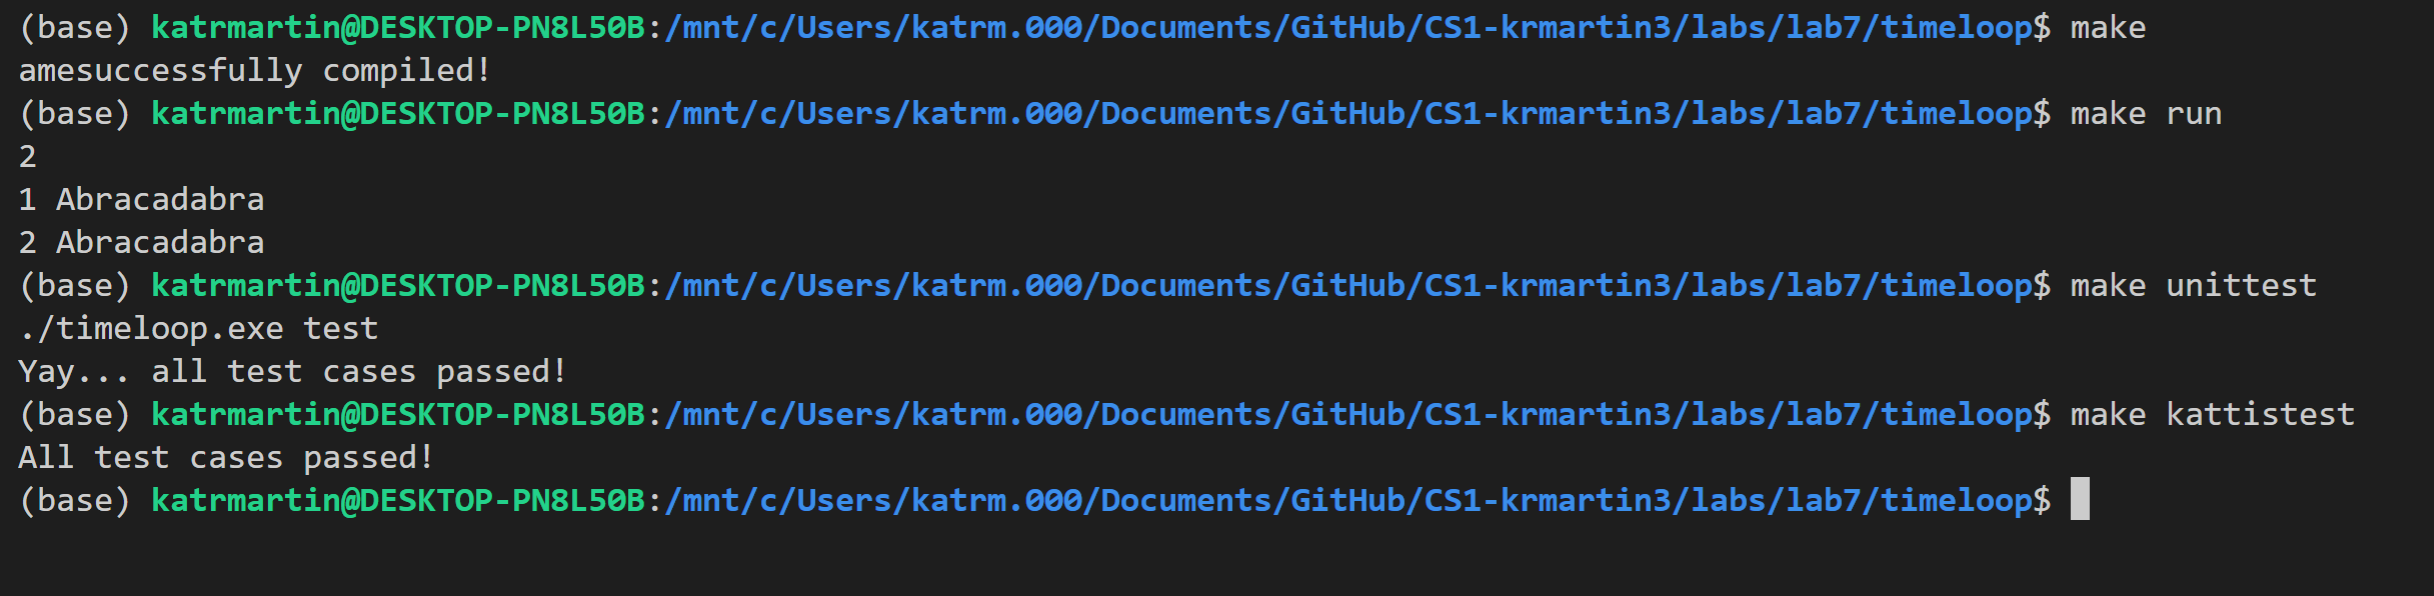 (base) katrmartin@DESKTOP-PN8L50B:/mnt/c/Users/katrm.000/Documents/GitHub/CS1-krmartin3/labs/lab7/timeloop$ make
amesuccessfully compiled!
(base) katrmartin@DESKTOP-PN8L50B:/mnt/c/Users/katrm.000/Documents/GitHub/CS1-krmartin3/labs/lab7/timeloop$ make run
2
1 Abracadabra
2 Abracadabra
(base) katrmartin@DESKTOP-PN8L50B:/mnt/c/Users/katrm.000/Documents/GitHub/CS1-krmartin3/labs/lab7/timeloop$ make unittest
./timeloop.exe test
Yay... all test cases passed!
(base) katrmartin@DESKTOP-PN8L50B:/mnt/c/Users/katrm.000/Documents/GitHub/CS1-krmartin3/labs/lab7/timeloop$ make kattistest
All test cases passed!
(base) katrmartin@DESKTOP-PN8L50B:/mnt/c/Users/katrm.000/Documents/GitHub/CS1-krmartin3/labs/lab7/timeloop$